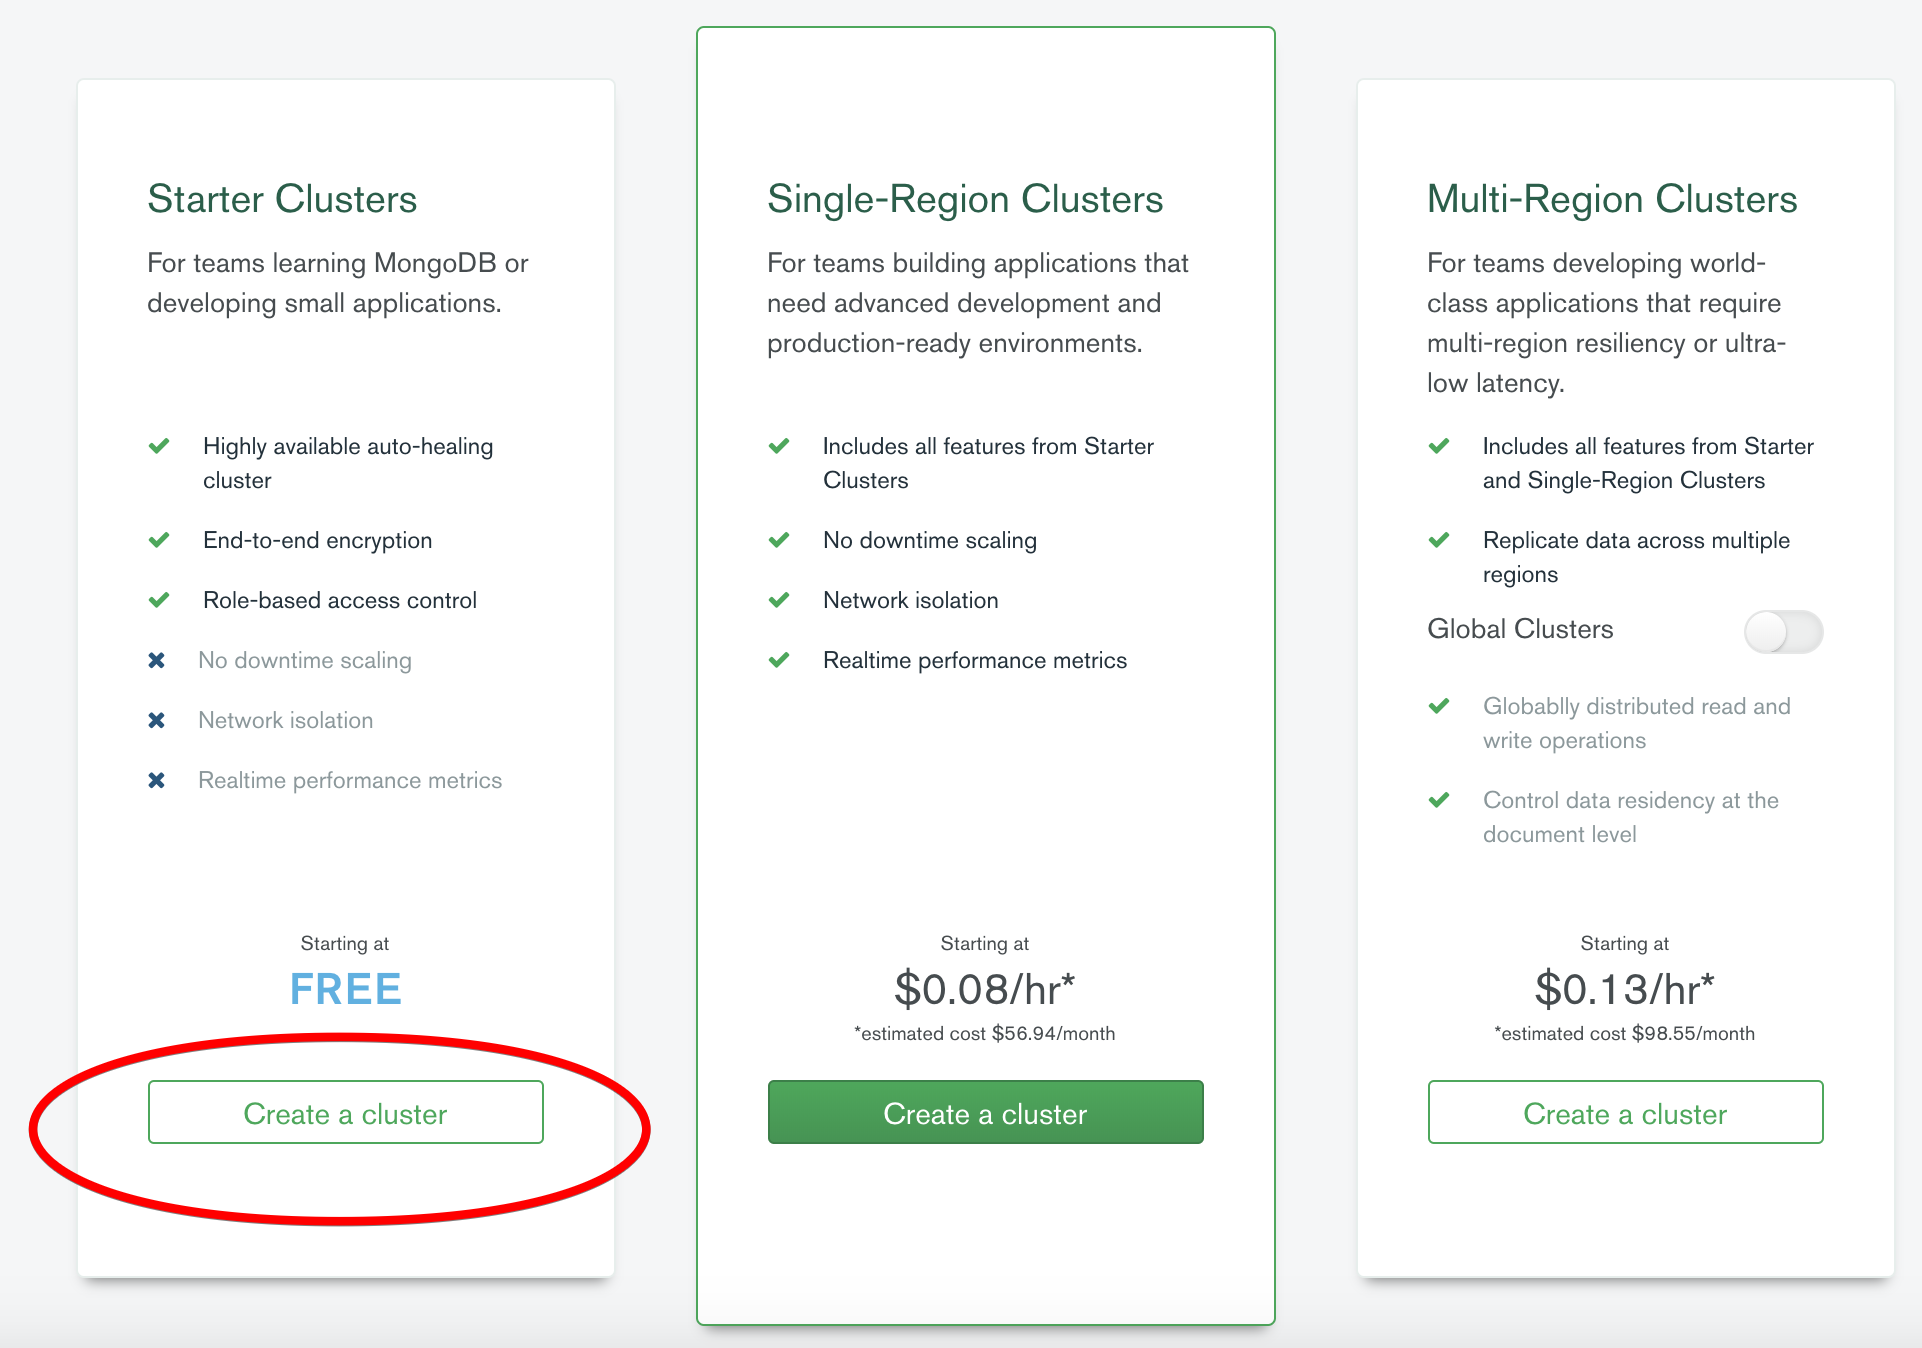 Starter Clusters
For teams learning MongoDB or
developing small applications.
Highly available auto-healing
cluster
End-to-end encryption
Role-based access control
No downtime scaling
Network isolation
Realtime performance metrics
Starting at
FREE
Create a cluster
Single-Region Clusters
For teams building applications that
need advanced development and
production-ready environments.
Includes all features from Starter
Clusters
No downtime scaling
Network isolation
Realtime performance metrics
Starting at
$0.08/hr*
*estimated cost $56.94/month
Create a cluster
Multi-Region Clusters
For teams developing world-
class applications that require
multi-region resiliency or ultra-
low latency.
Includes all features from Starter
and Single-Region Clusters
Replicate data across multiple
regions
Global Clusters
Globablly distributed read and
write operations
Control data residency at the
document level
Starting at
$0.13/hr*
*estimated cost $98.55/month
Create a cluster